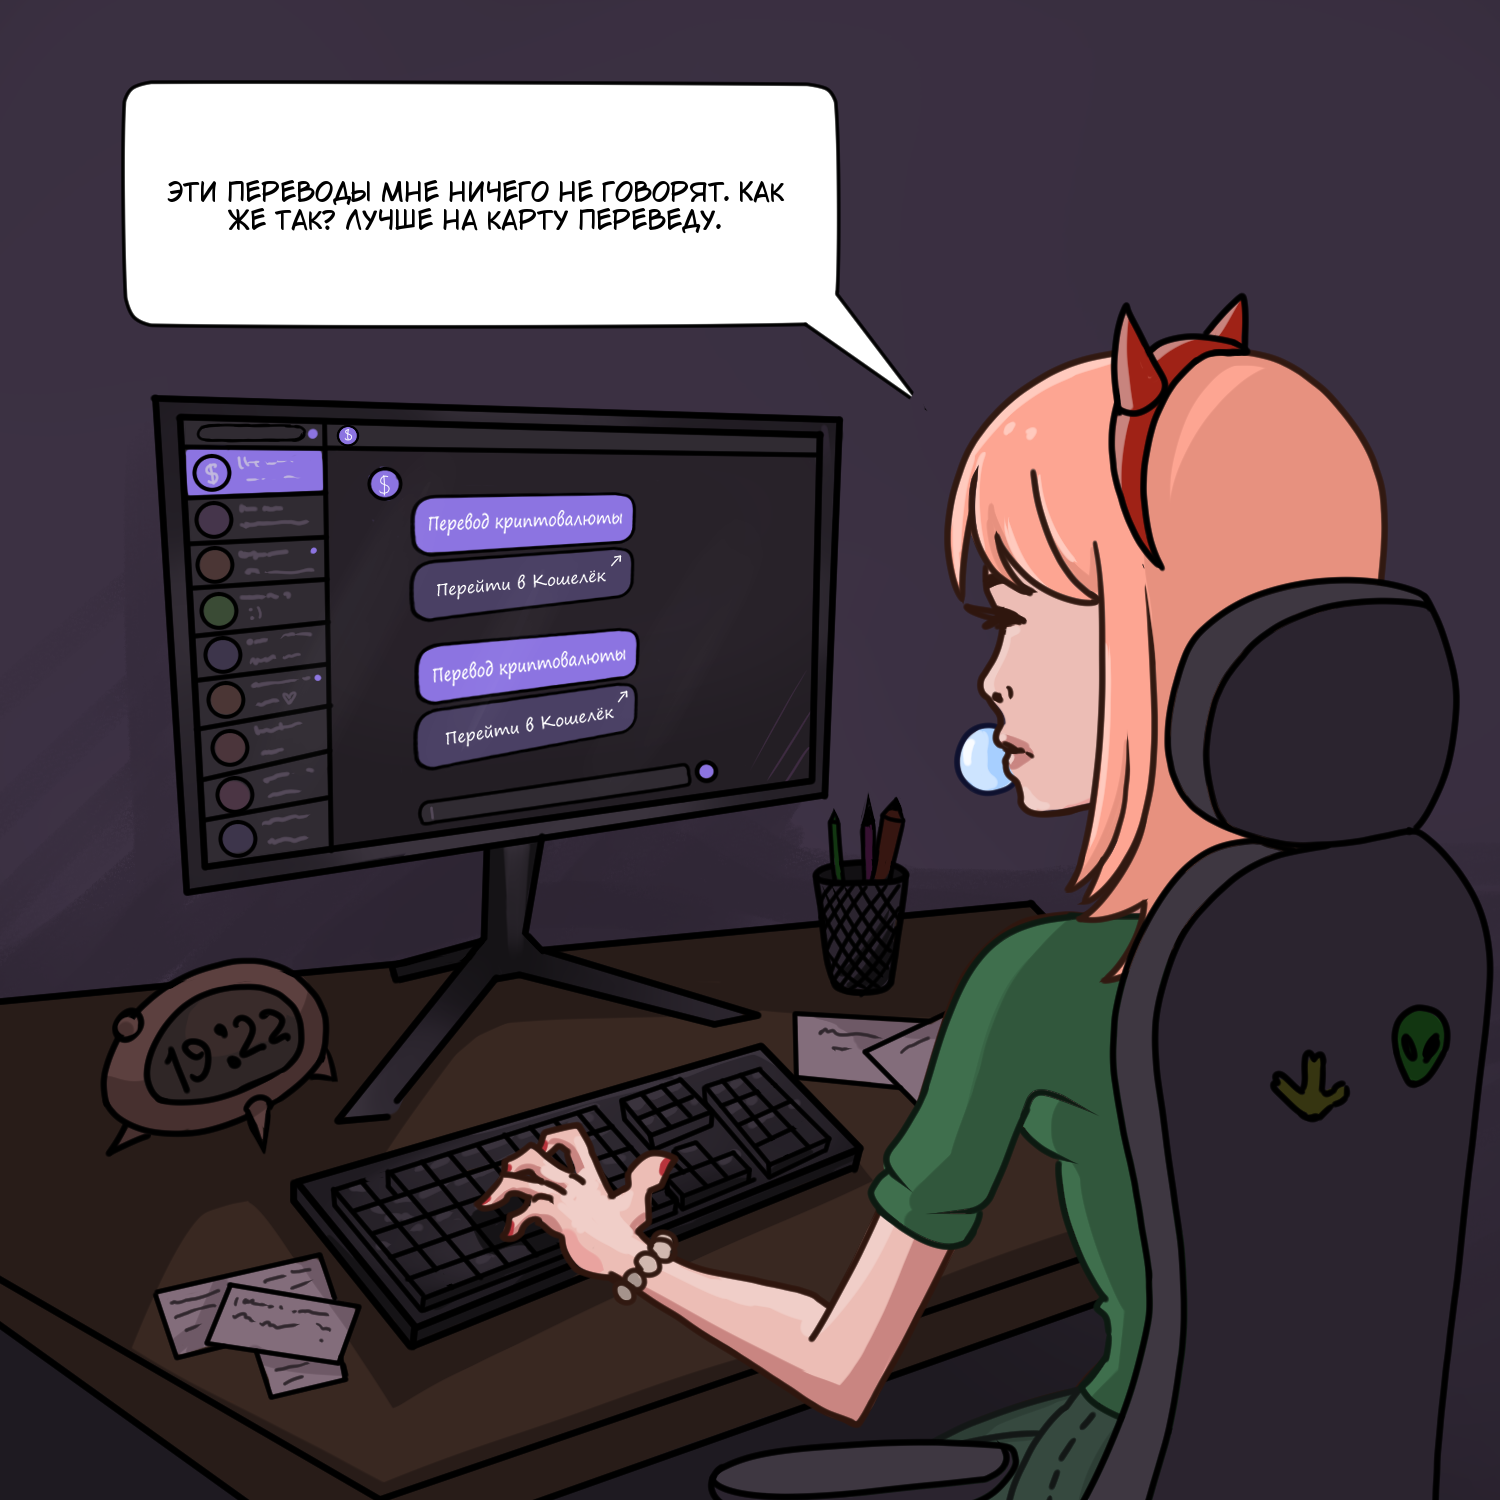 ЭТИ ПЕРЕВОДЫ МНЕ НИЧЕГО НЕ ГОВОРЯТ. КАК
ЖЕ ТАК? ЛУЧШЕ НА КАРТУ ПЕРЕВЕДУ.
$
$
$
Перевод криптовалюты
Перейти в Кошелёк
:)
Перевод криптовалюты
Перейти в Кошелёк
19:22